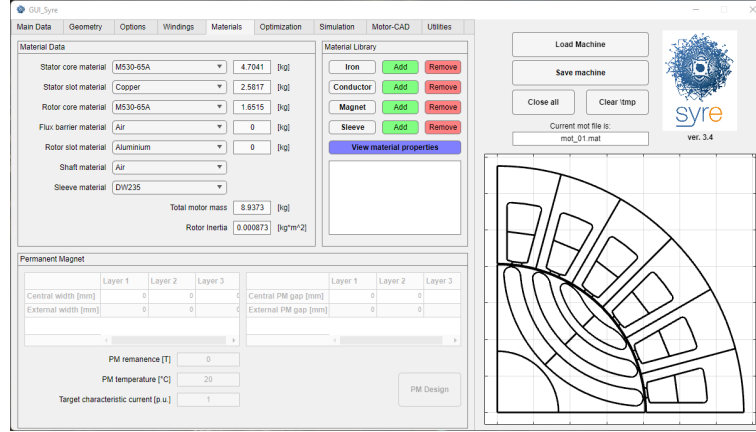 GUI_Syre
Main Data Geometry Options Windings Materials Optimization Simulation Motor-CAD Utilities
Material Data
Stator core material M530-65A 4.7041 [kg]
Stator slot material Copper 2.5817 [kg]
Rotor core material M530-65A 1.6515 [kg]
Flux barrier material Air 0 [kg]
Rotor slot material Aluminium 0 [kg]
Shaft material Air
Sleeve material DW235
Total motor mass 8.9373 [kg]
Rotor Inertia 0.000873 [kg*m^2]
Material Library
Iron Add Remove
Conductor Add Remove
Magnet Add Remove
Sleeve Add Remove
View material properties
Permanent Magnet
Layer 1 Layer 2 Layer 3
Central width [mm] 0 0 0
External width [mm] 0 0 0
Layer 1 Layer 2 Layer 3
Central PM gap [mm] 0 0
External PM gap [mm] 0 0
PM remanence [T] 0
PM temperature [°C] 20
Target characteristic current [p.u.] 1
PM Design
Load Machine
Save machine
Close all Clear \tmp
Current mot file is:
mot_01.mat
syre
ver. 3.4